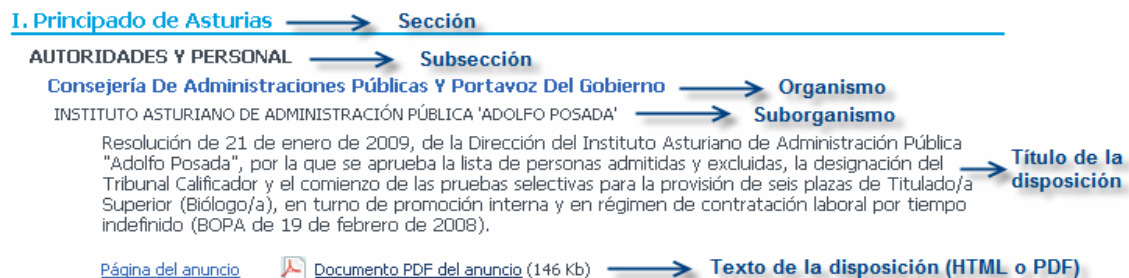 I. Principado de Asturias Sección
AUTORIDADES Y PERSONAL Subsección
Consejería De Administraciones Públicas Y Portavoz Del Gobierno Organismo
INSTITUTO ASTURIANO DE ADMINISTRACIÓN PÚBLICA 'ADOLFO POSADA' Suborganismo
Resolución de 21 de enero de 2009, de la Dirección del Instituto Asturiano de Administración Pública
"Adolfo Posada", por la que se aprueba la lista de personas admitidas y excluidas, la designación del
Tribunal Calificador y el comienzo de las pruebas selectivas para la provisión de seis plazas de Titulado/a
Superior (Biólogo/a), en turno de promoción interna y en régimen de contratación laboral por tiempo
indefinido (BOPA de 19 de febrero de 2008).
Título de la
disposición
Página del anuncio Documento PDF del anuncio (146 Kb) Texto de la disposición (HTML o PDF)